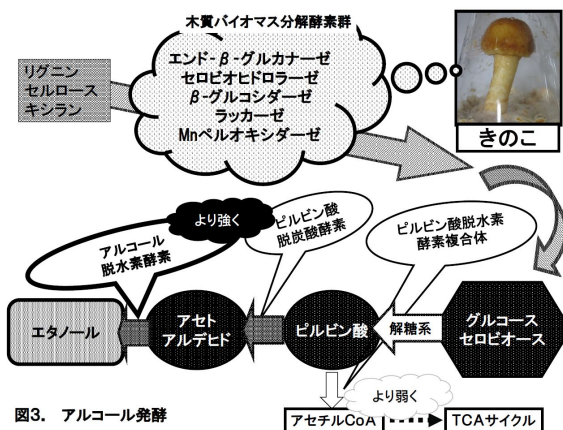 木質バイオマス分解酵素群
リグニン
セルロース
キシラン
エンド-β-グルカナーゼ
セロビオヒドロラーゼ
β-グルコシダーゼ
ラッカーゼ
Mnペルオキシダーゼ
きのこ
より強く
アルコール
脱水素酵素
ピルビン酸
脱炭酸酵素
ピルビン酸脱水素
酵素複合体
エタノール
アセト
アルデヒド
ピルビン酸
解糖系
グルコース
セロビオース
より弱く
図3. アルコール発酵
アセチルCoA
TCAサイクル